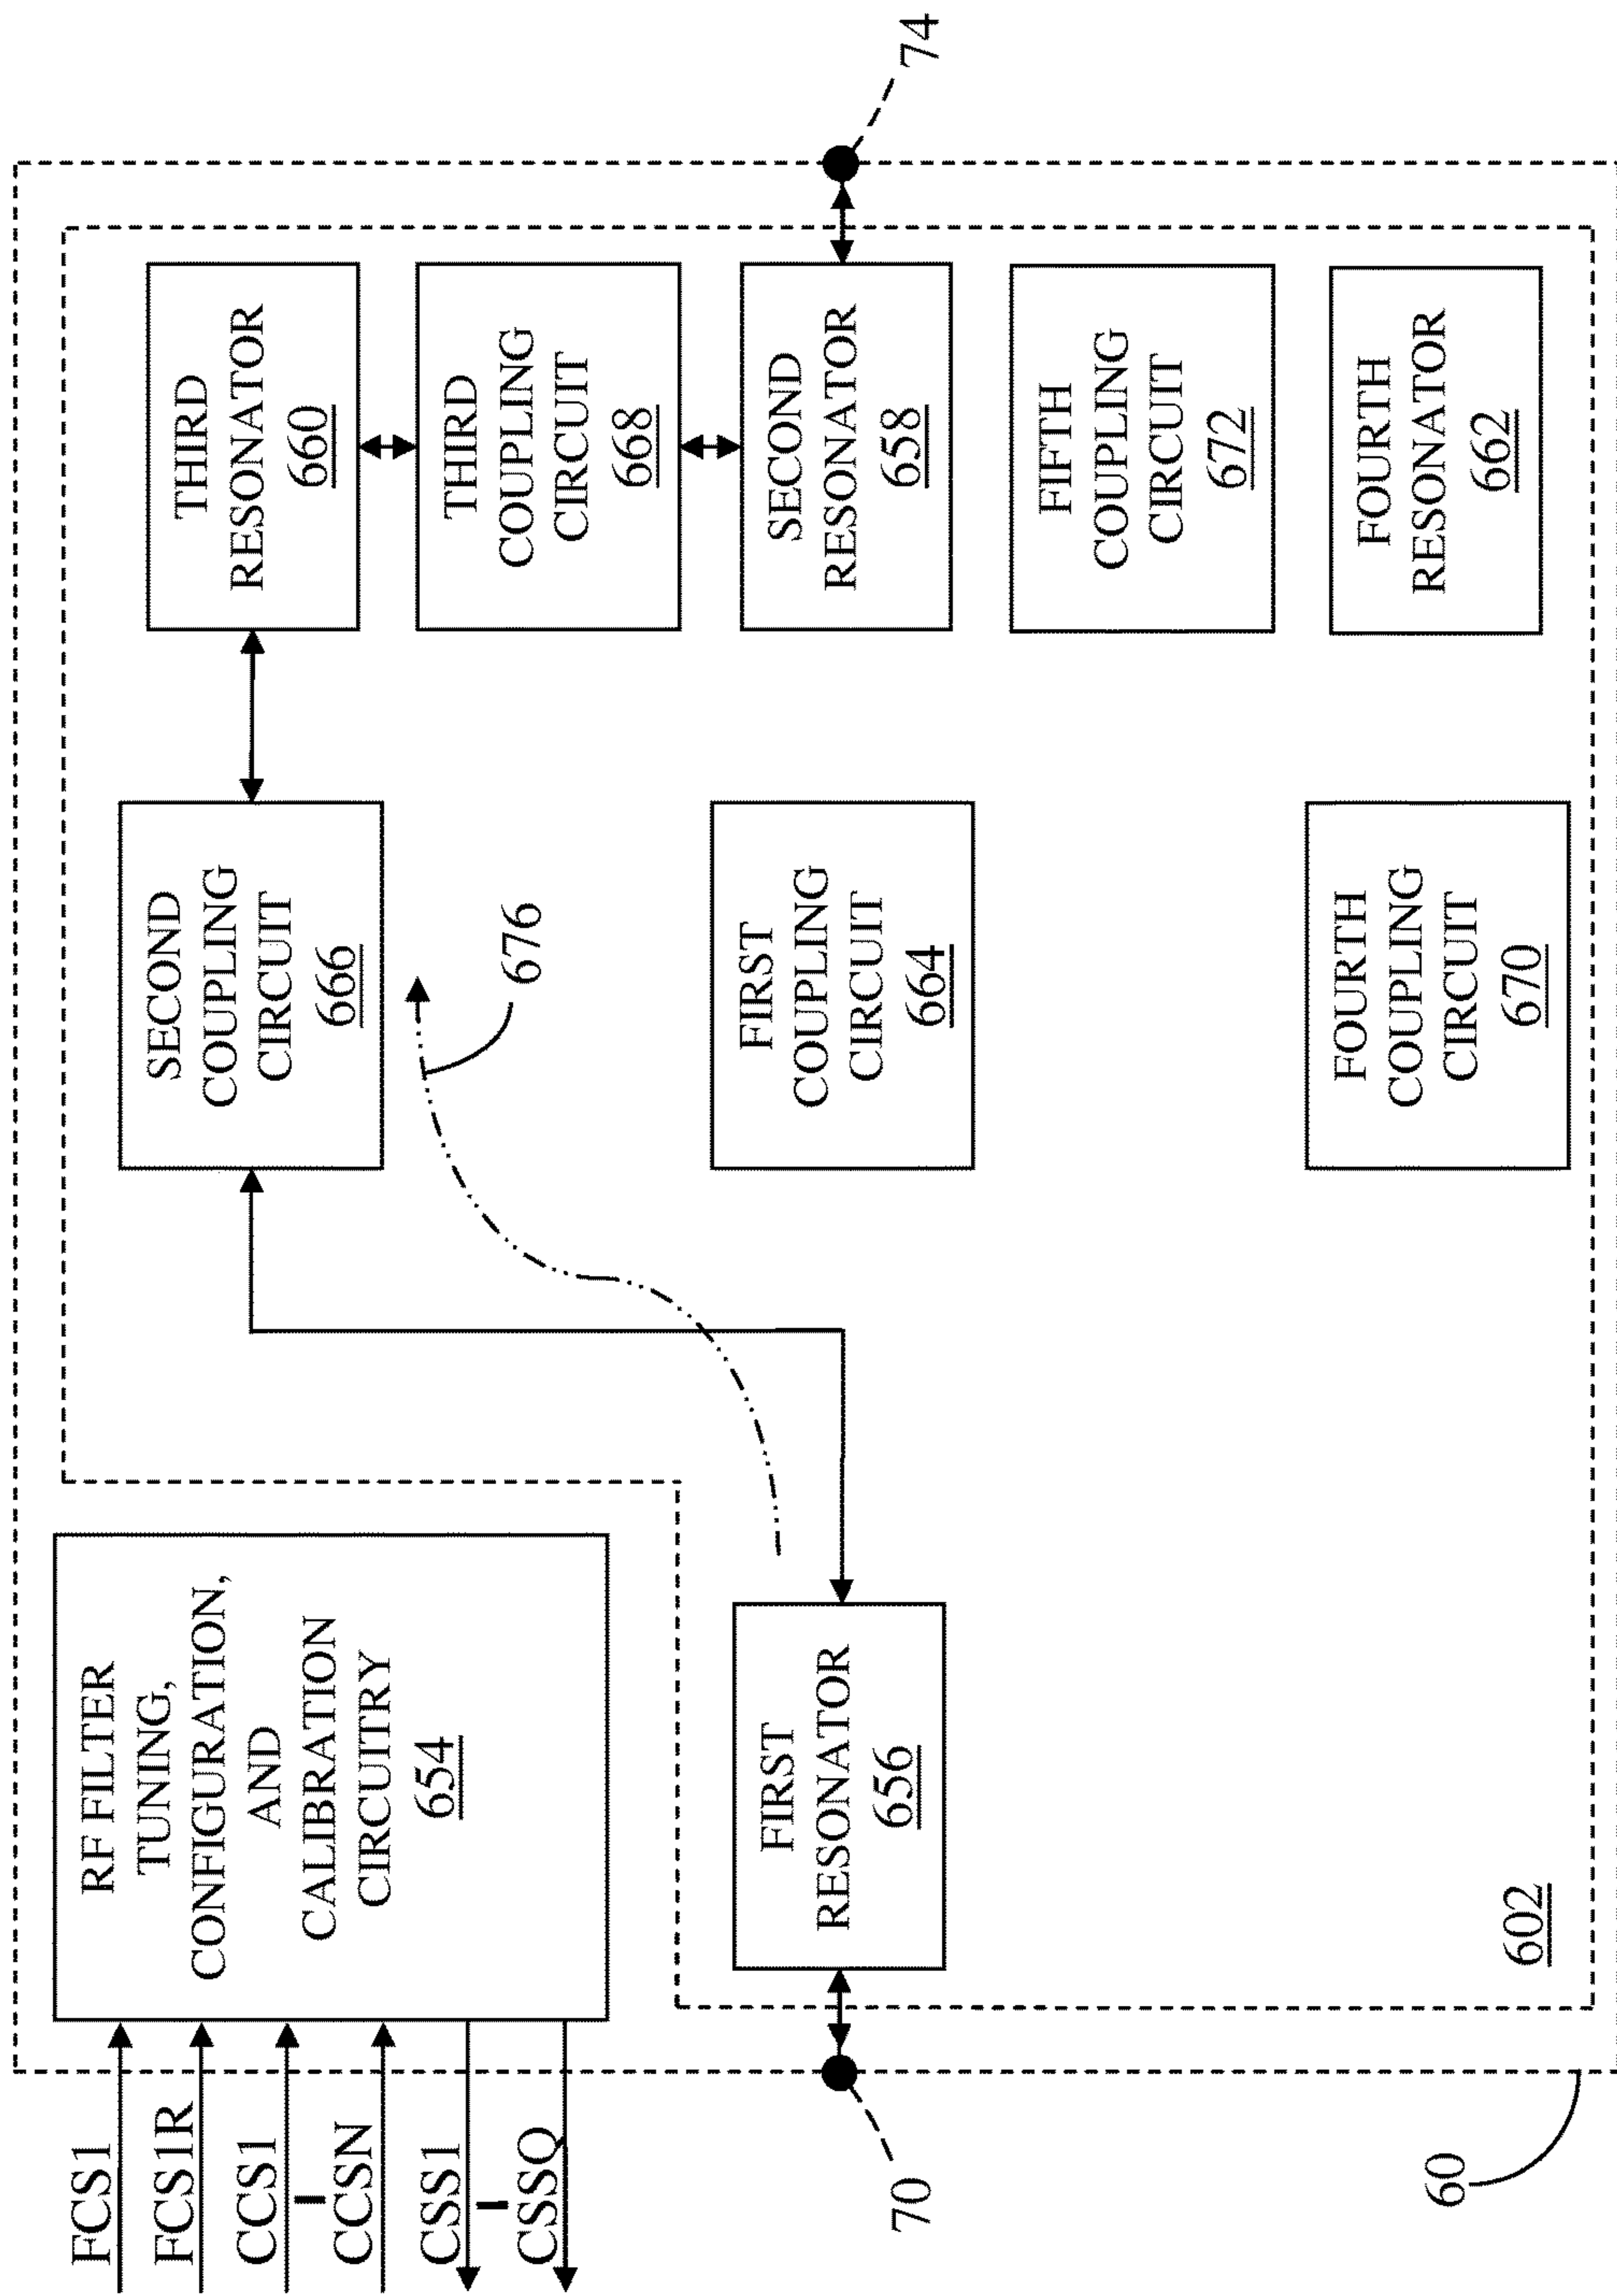 FCS1
FCS1R
CCS1
CCSN
CSS1
CSSQ
RF FILTER
TUNING,
CONFIGURATION,
AND
CALIBRATION
CIRCUITRY
654
SECOND
COUPLING
CIRCUIT
666
THIRD
RESONATOR
660
676
THIRD
COUPLING
CIRCUIT
668
70
FIRST
RESONATOR
656
FIRST
COUPLING
CIRCUIT
664
SECOND
RESONATOR
658
74
FIFTH
COUPLING
CIRCUIT
672
602
FOURTH
COUPLING
CIRCUIT
670
FOURTH
RESONATOR
662
60